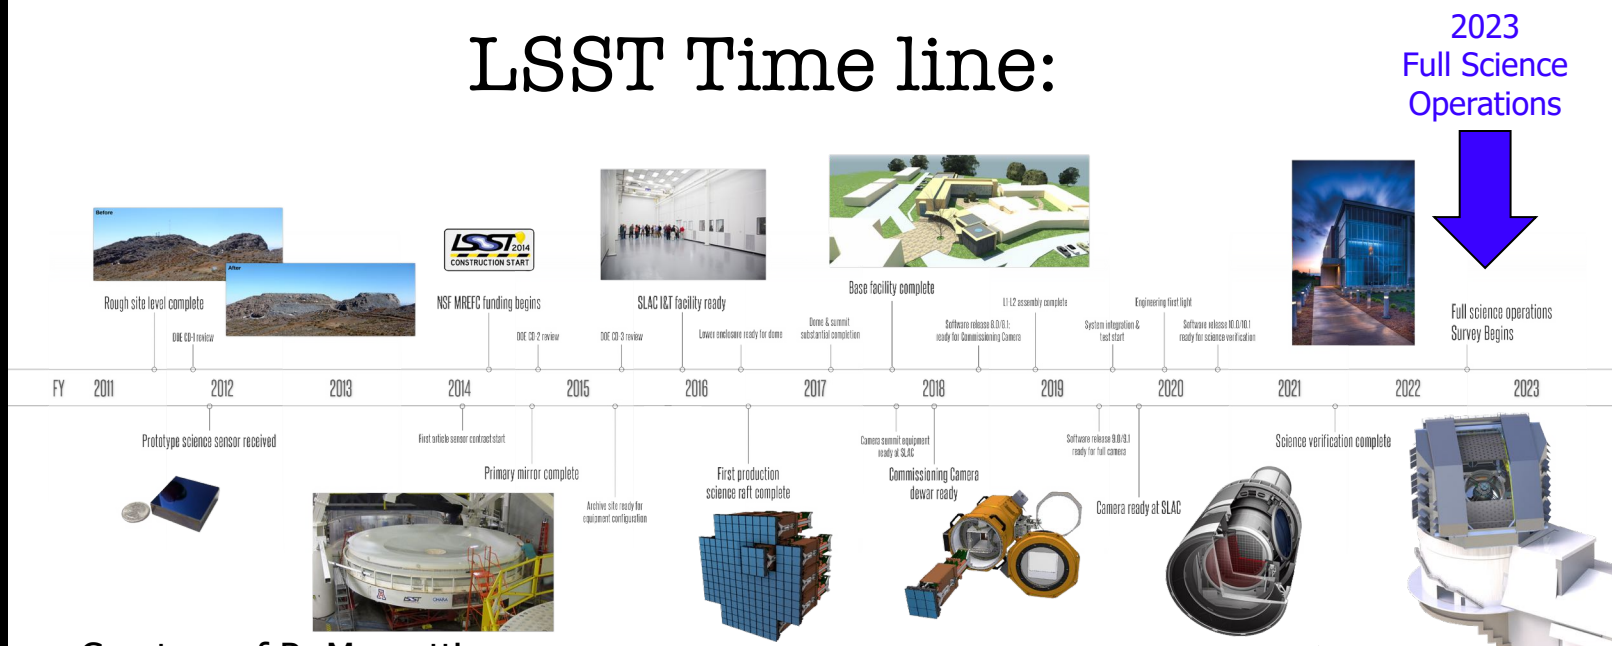 LSST Time line:
2023
Full Science
Operations
Before
After
LSST 2014
CONSTRUCTION START
Rough site level complete
DOE CD-1 review
NSF MREFC funding begins
DOE CD-2 review
SLAC I&T facility ready
DOE CD-3 review
Lower enclosure ready for dome
Base facility complete
Dome & summit
substantial completion
L1-L2 assembly complete
Software release 8.0/8.1;
ready for Commissioning Camera
Engineering first light
System integration &
test start
Software release 10.0/10.1
ready for science verification
Full science operations
Survey Begins
FY 2011 2012 2013 2014 2015 2016 2017 2018 2019 2020 2021 2022 2023
Prototype science sensor received
First article sensor contract start
Primary mirror complete
Archive site ready for
equipment configuration
First production
science raft complete
Camera summit equipment
ready at SLAC
Commissioning Camera
dewar ready
Software release 9.0/9.1
ready for full camera
Camera ready at SLAC
Science verification complete
A LSST OHARA